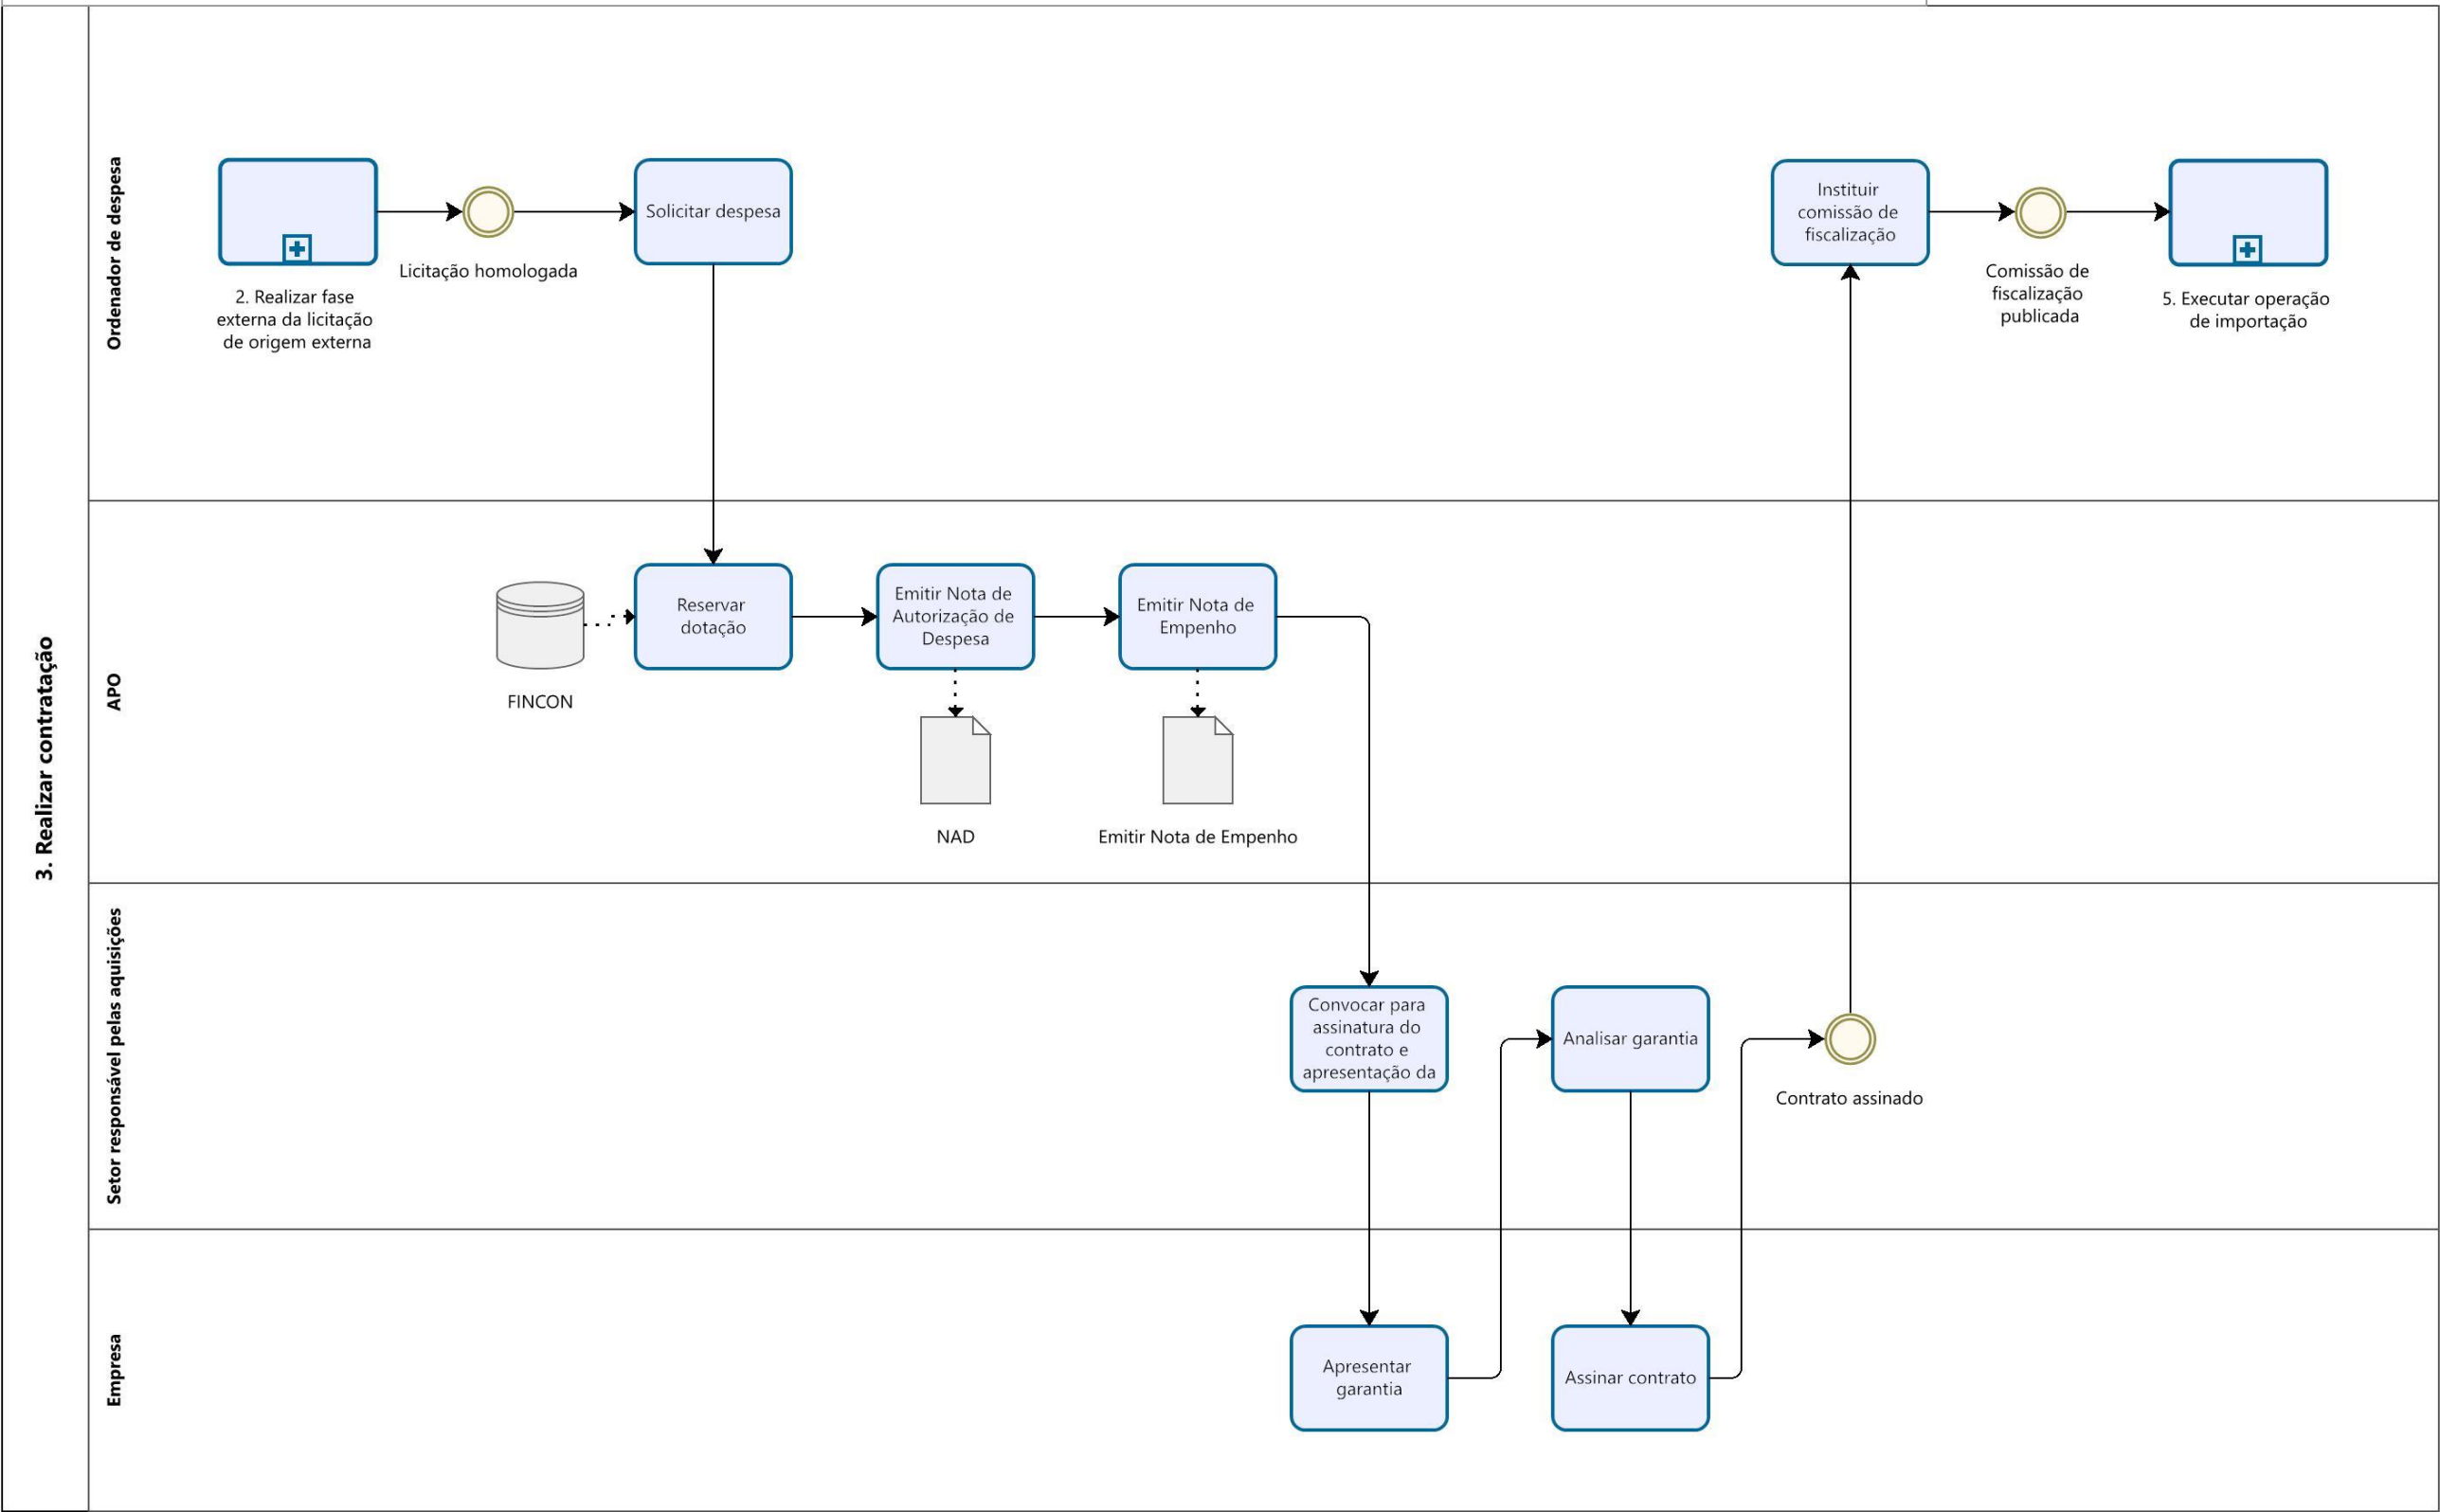 3. Realizar contratação
Ordenador de despesa
2. Realizar fase
externa da licitação
de origem externa
Licitação homologada
Solicitar despesa
Instituir
comissão de
fiscalização
Comissão de
fiscalização
publicada
5. Executar operação
de importação
APO
FINCON
Reservar
dotação
Emitir Nota de
Autorização de
Despesa
Emitir Nota de
Empenho
NAD
Emitir Nota de Empenho
Setor responsável pelas aquisições
Convocar para
assinatura do
contrato e
apresentação da
Analisar garantia
Contrato assinado
Empresa
Apresentar
garantia
Assinar contrato